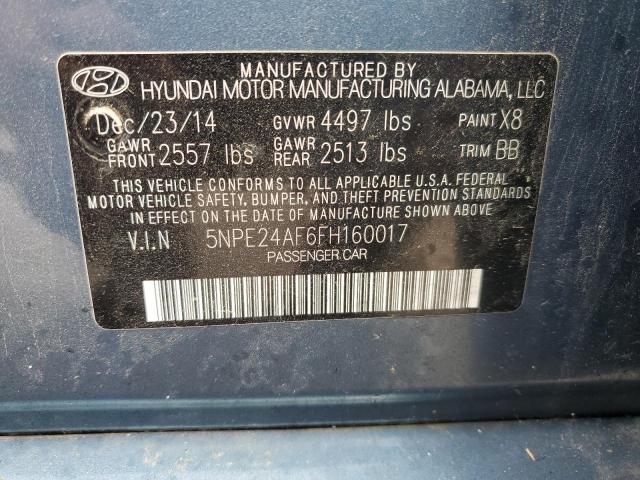 MANUFACTURED BY
HYUNDAI MOTOR MANUFACTURING ALABAMA, LLC
Dec/23/14 GVWR 4497 lbs PAINT X8
GAWR FRONT 2557 lbs GAWR REAR 2513 lbs TRIM BB
THIS VEHICLE CONFORMS TO ALL APPLICABLE U.S.A. FEDERAL
MOTOR VEHICLE SAFETY, BUMPER, AND THEFT PREVENTION STANDARDS
IN EFFECT ON THE DATE OF MANUFACTURE SHOWN ABOVE.
V.I.N 5NPE24AF6FH160017
PASSENGER CAR